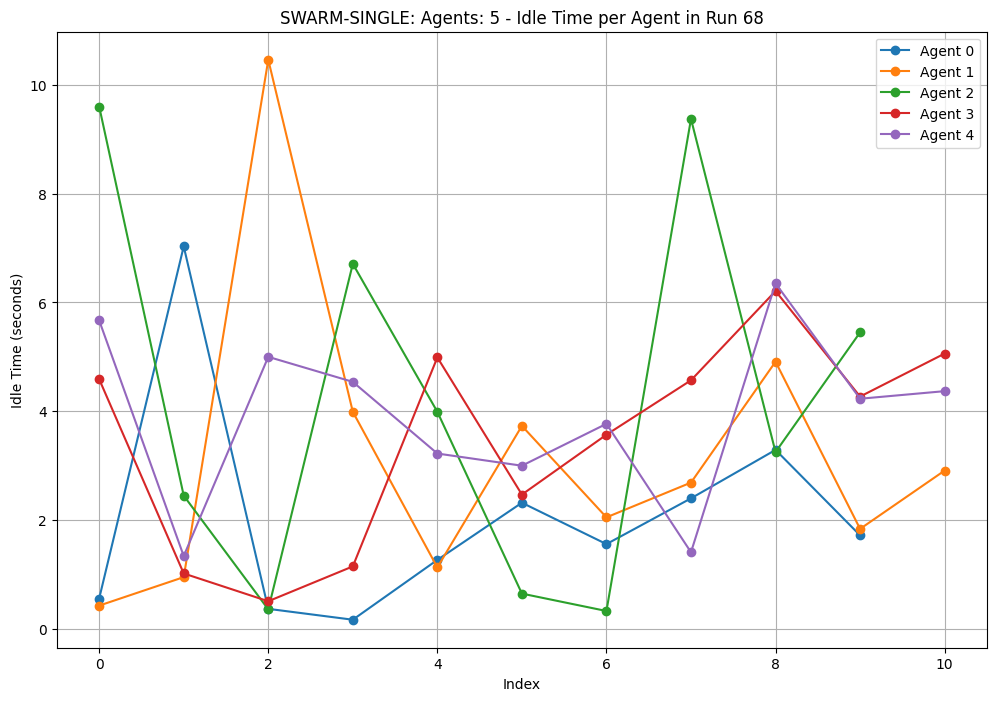 SWARM-SINGLE: Agents: 5 - Idle Time per Agent in Run 68
Agent 0
Agent 1
Agent 2
Agent 3
Agent 4
Idle Time (seconds)
10
8
6
4
2
0
0 2 4 6 8 10
Index